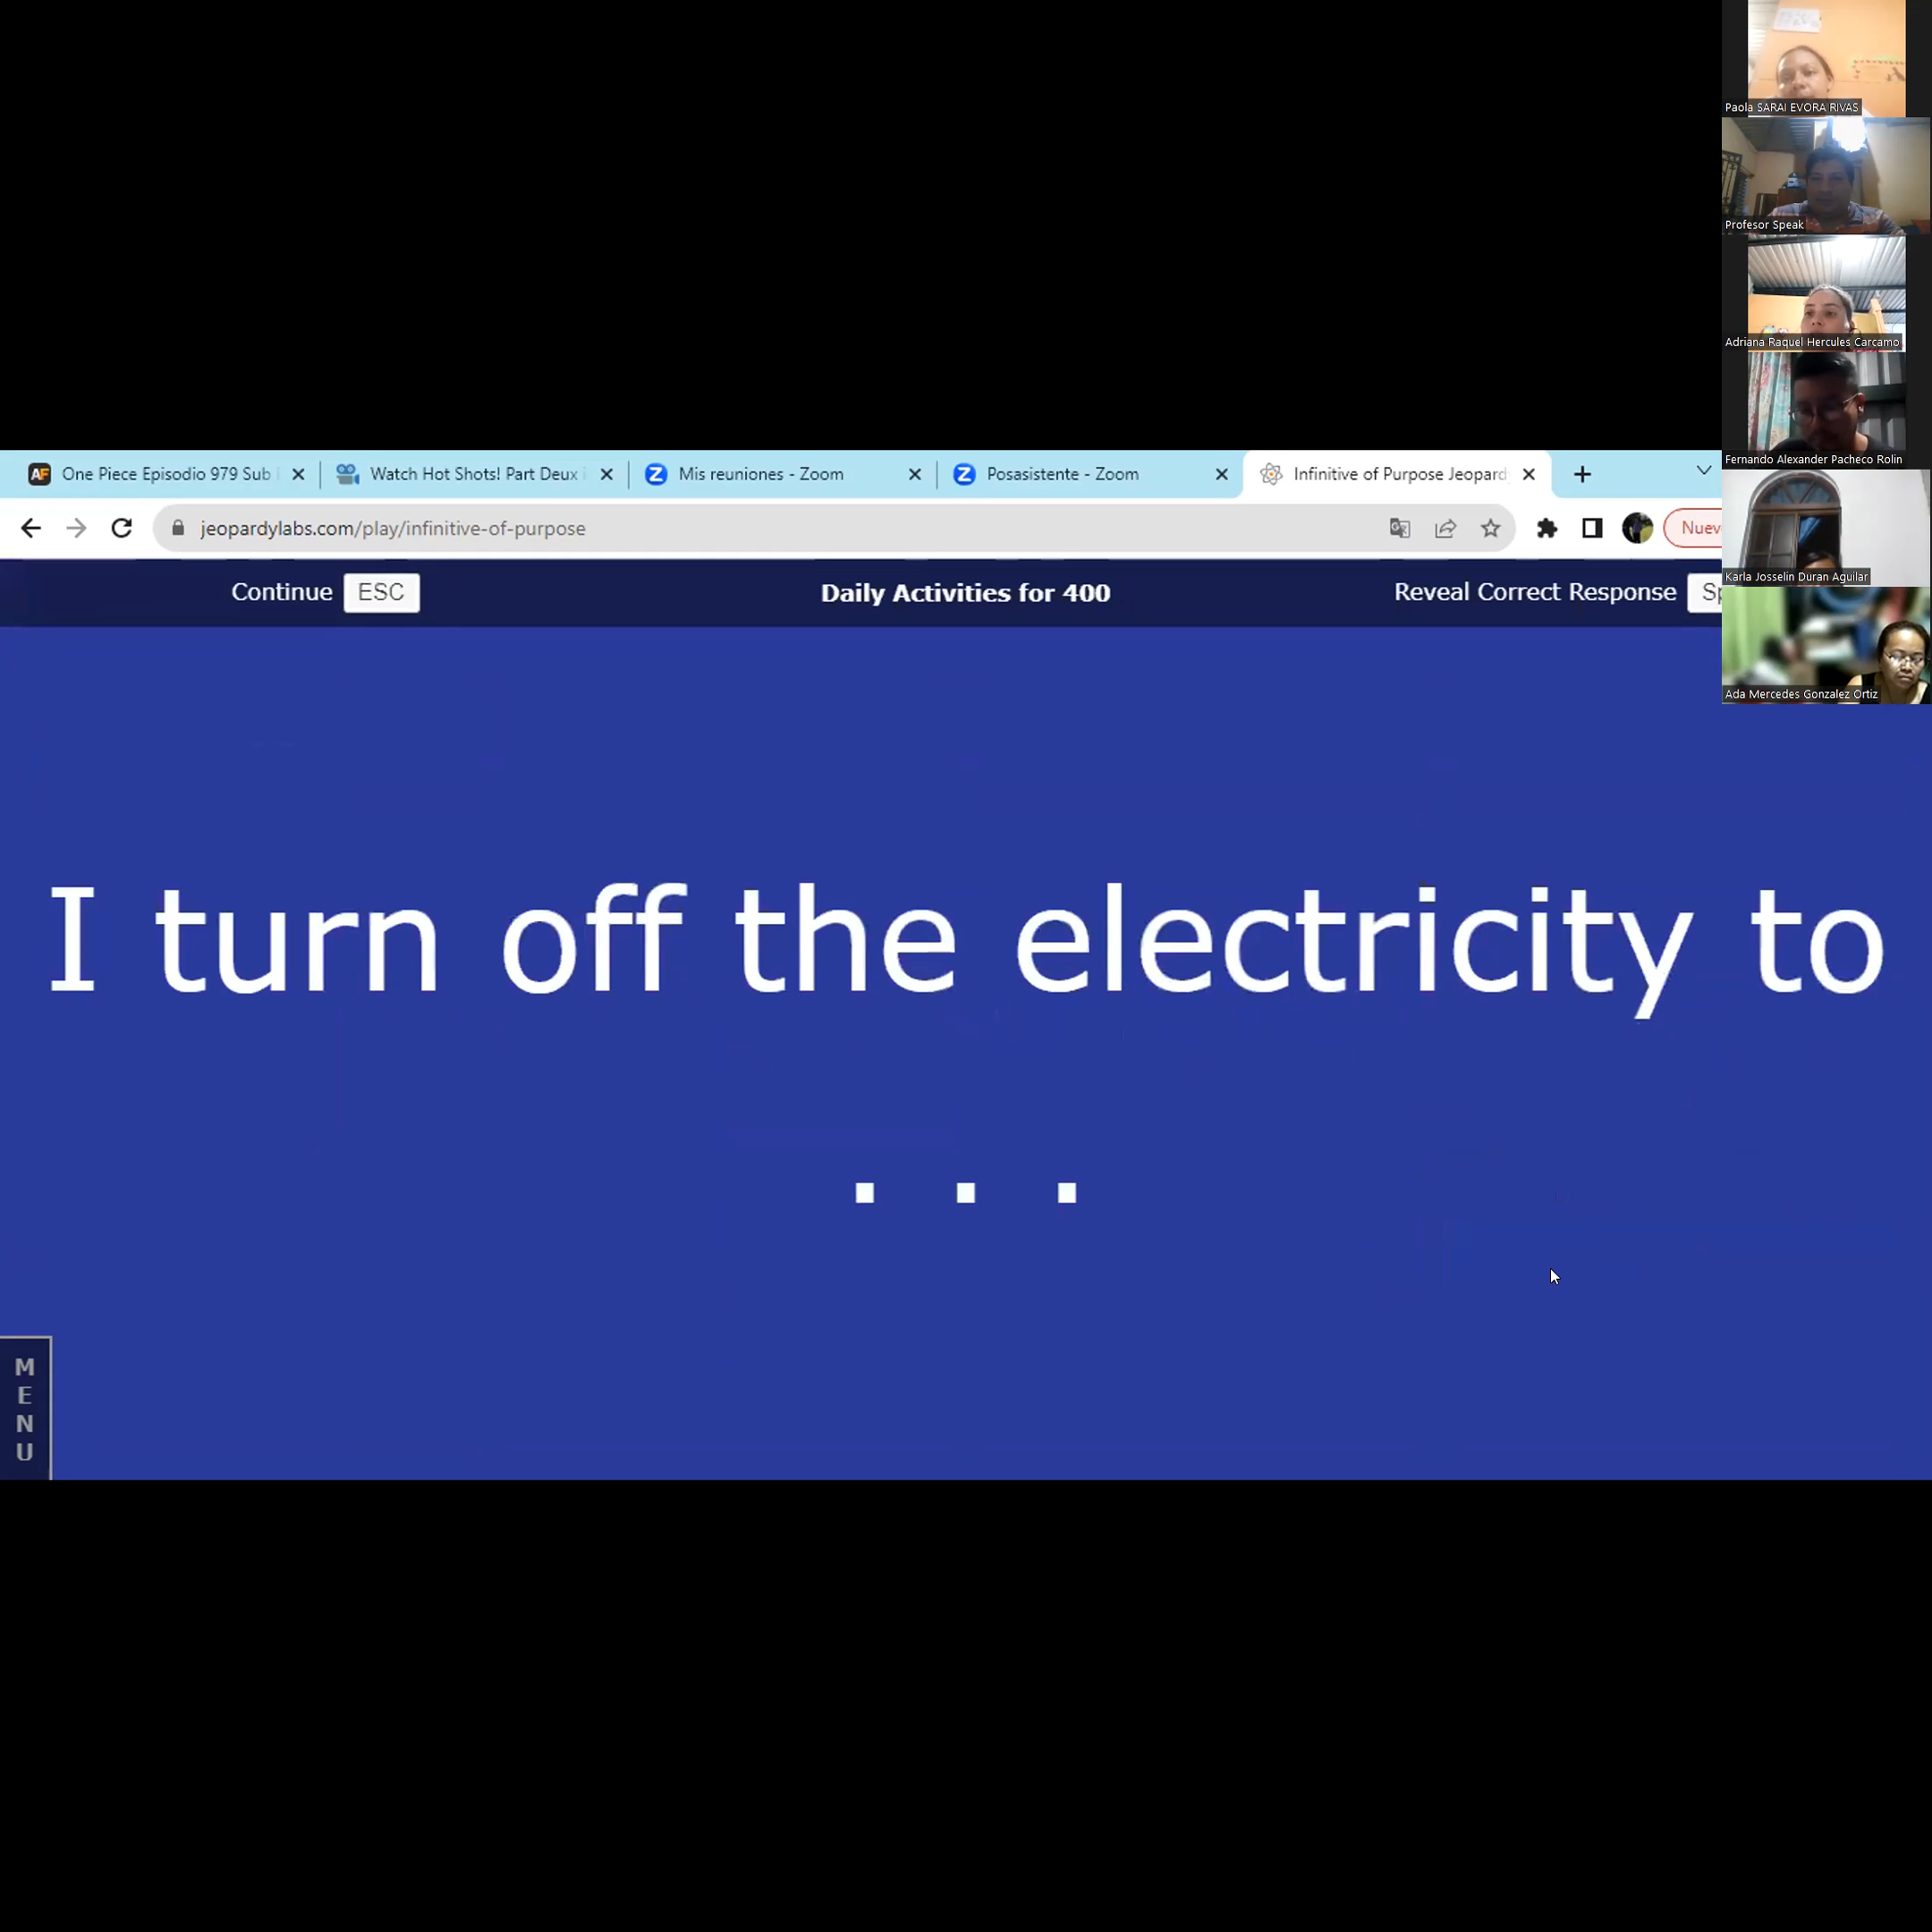 Paola SARAI EVORA RIVAS
Profesor Speak
Adriana Raquel Hercules Carcamo
Fernando Alexander Pacheco Rolin
Karla Josselin Duran Aguilar
Ada Mercedes Gonzalez Ortiz
AF One Piece Episodio 979 Sub
Watch Hot Shots! Part Deux
Z Mis reuniones - Zoom
Z Posasistente - Zoom
Infinitive of Purpose Jeopard
jeopardylabs.com/play/infinitive-of-purpose
Nuev
Continue ESC
Daily Activities for 400
Reveal Correct Response Sp
I turn off the electricity to
. . .
MENU